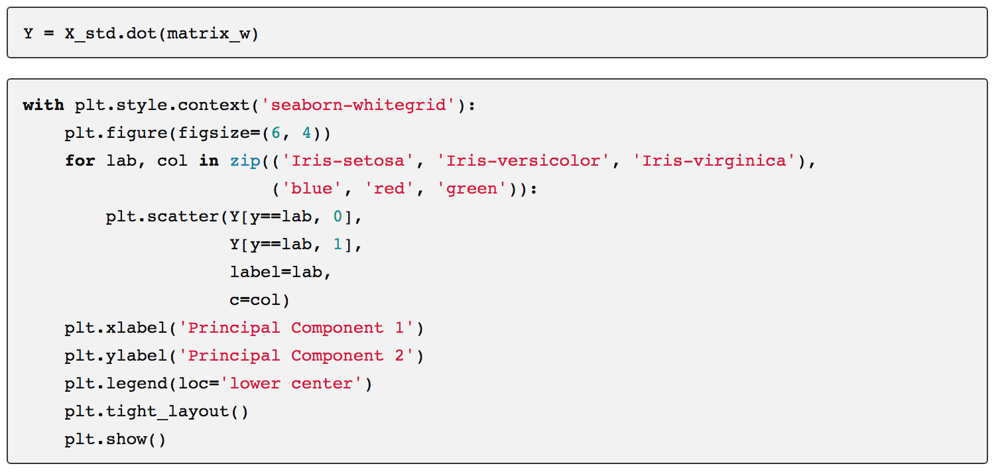 Y = X_std.dot(matrix_w)
with plt.style.context('seaborn-whitegrid'):
    plt.figure(figsize=(6, 4))
    for lab, col in zip(('Iris-setosa', 'Iris-versicolor', 'Iris-virginica'),
                        ('blue', 'red', 'green')):
        plt.scatter(Y[y==lab, 0],
                    Y[y==lab, 1],
                    label=lab,
                    c=col)
    plt.xlabel('Principal Component 1')
    plt.ylabel('Principal Component 2')
    plt.legend(loc='lower center')
    plt.tight_layout()
    plt.show()